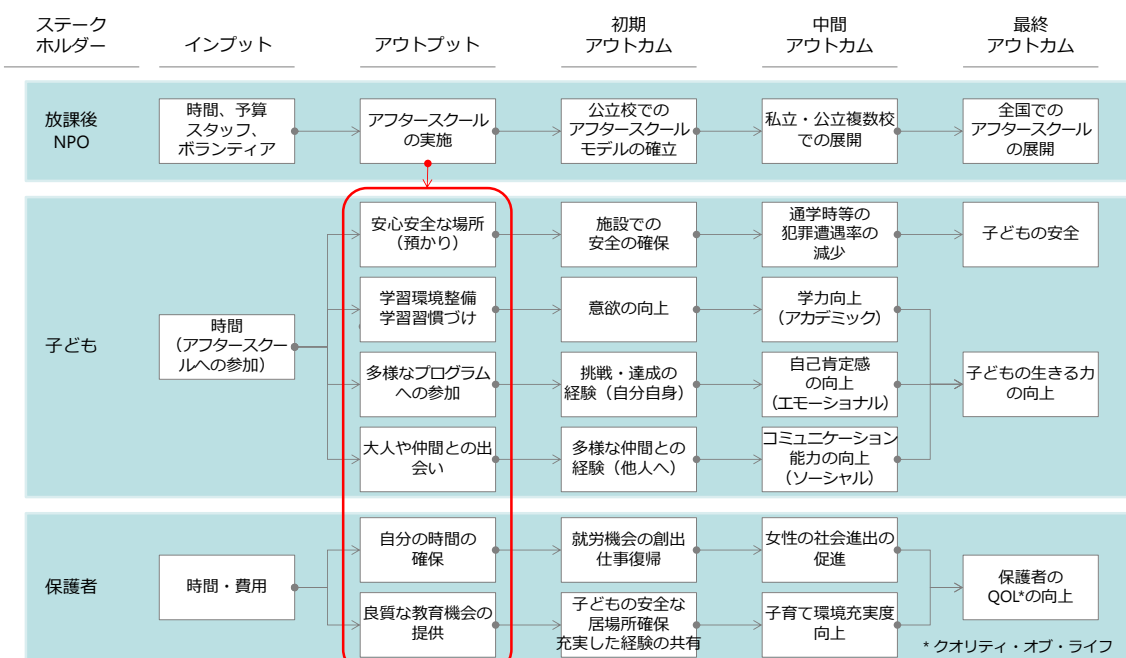 ステーク
ホルダー
インプット
アウトプット
初期
アウトカム
中間
アウトカム
最終
アウトカム
放課後
NPO
時間、予算
スタッフ、
ボランティア
アフタースクール
の実施
公立校での
アフタースクール
モデルの確立
私立・公立複数校
での展開
全国での
アフタースクール
の展開
子ども
時間
（アフタースクー
ルへの参加）
安心安全な場所
（預かり）
施設での
安全の確保
通学時等の
犯罪遭遇率の
減少
子どもの安全
学習環境整備
学習習慣づけ
意欲の向上
学力向上
（アカデミック）
多様なプログラム
への参加
挑戦・達成の
経験（自分自身）
自己肯定感
の向上
（エモーショナル）
子どもの生きる力
の向上
大人や仲間との出
会い
多様な仲間との
経験（他人へ）
コミュニケーション
能力の向上
（ソーシャル）
保護者
時間・費用
自分の時間の
確保
就労機会の創出
仕事復帰
女性の社会進出の
促進
良質な教育機会の
提供
子どもの安全な
居場所確保
充実した経験の共有
子育て環境充実度
向上
保護者の
QOL*の向上
* クオリティ・オブ・ライフ